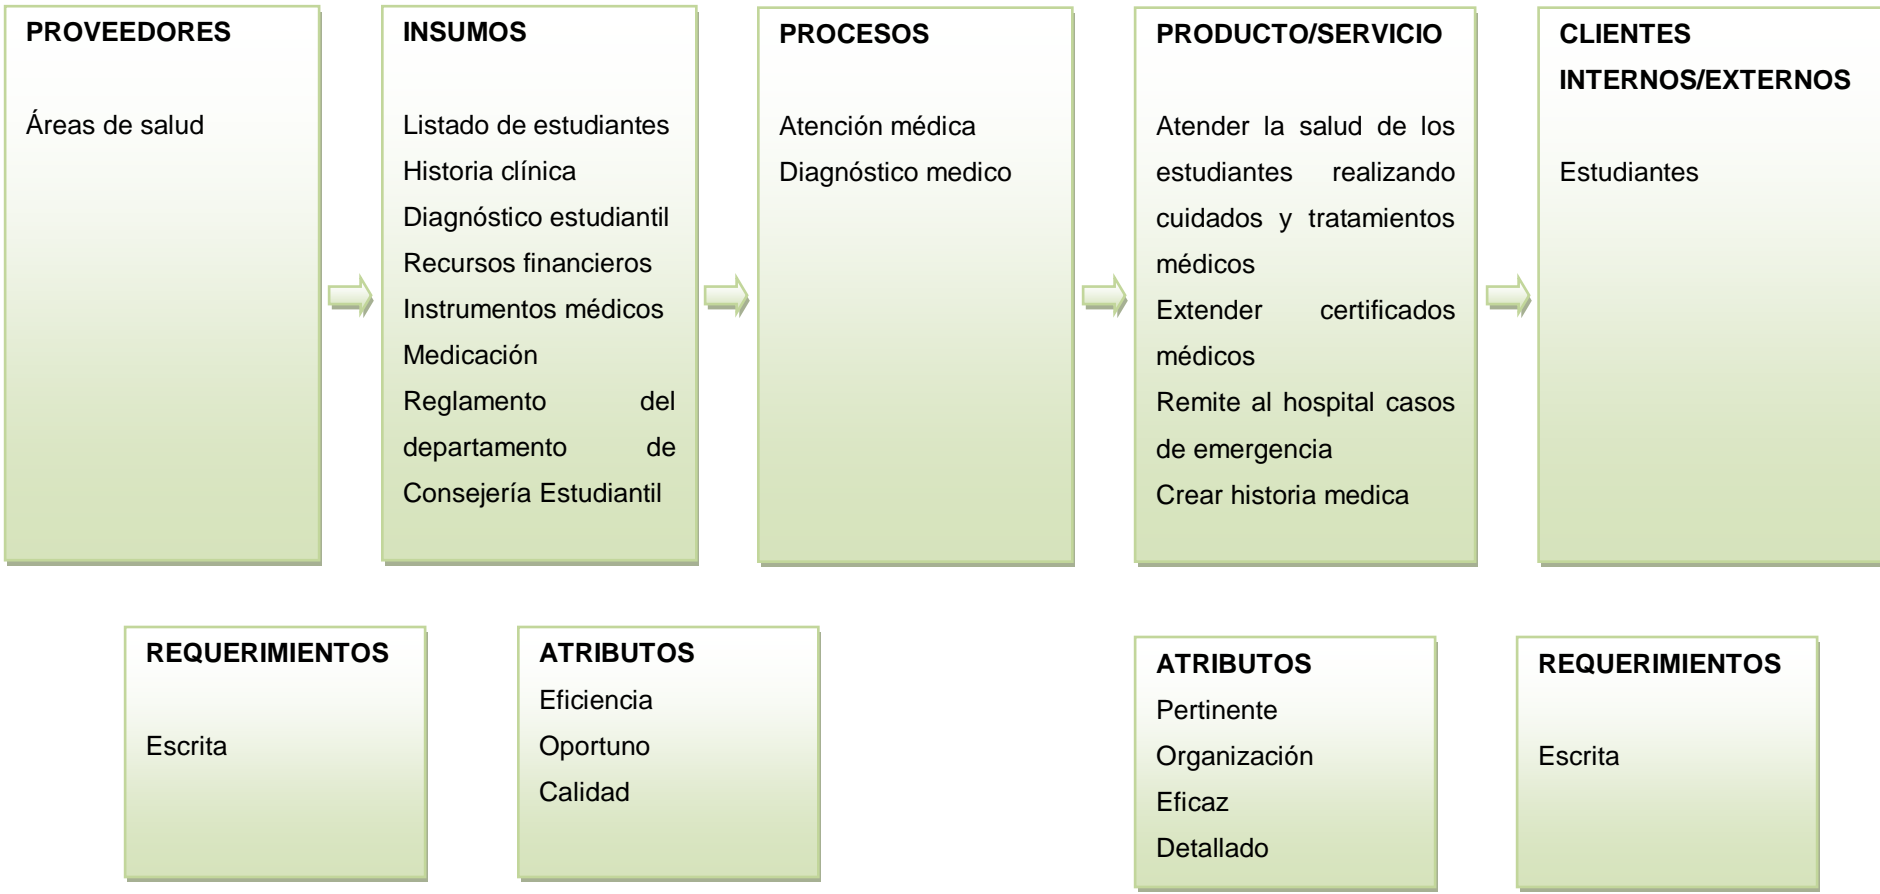 PROVEEDORES
Áreas de salud
INSUMOS
Listado de estudiantes
Historia clínica
Diagnóstico estudiantil
Recursos financieros
Instrumentos médicos
Medicación
Reglamento del
departamento de
Consejería Estudiantil
PROCESOS
Atención médica
Diagnóstico medico
PRODUCTO/SERVICIO
Atender la salud de los
estudiantes realizando
cuidados y tratamientos
médicos
Extender certificados
médicos
Remite al hospital casos
de emergencia
Crear historia medica
CLIENTES
INTERNOS/EXTERNOS
Estudiantes
REQUERIMIENTOS
Escrita
ATRIBUTOS
Eficiencia
Oportuno
Calidad
ATRIBUTOS
Pertinente
Organización
Eficaz
Detallado
REQUERIMIENTOS
Escrita